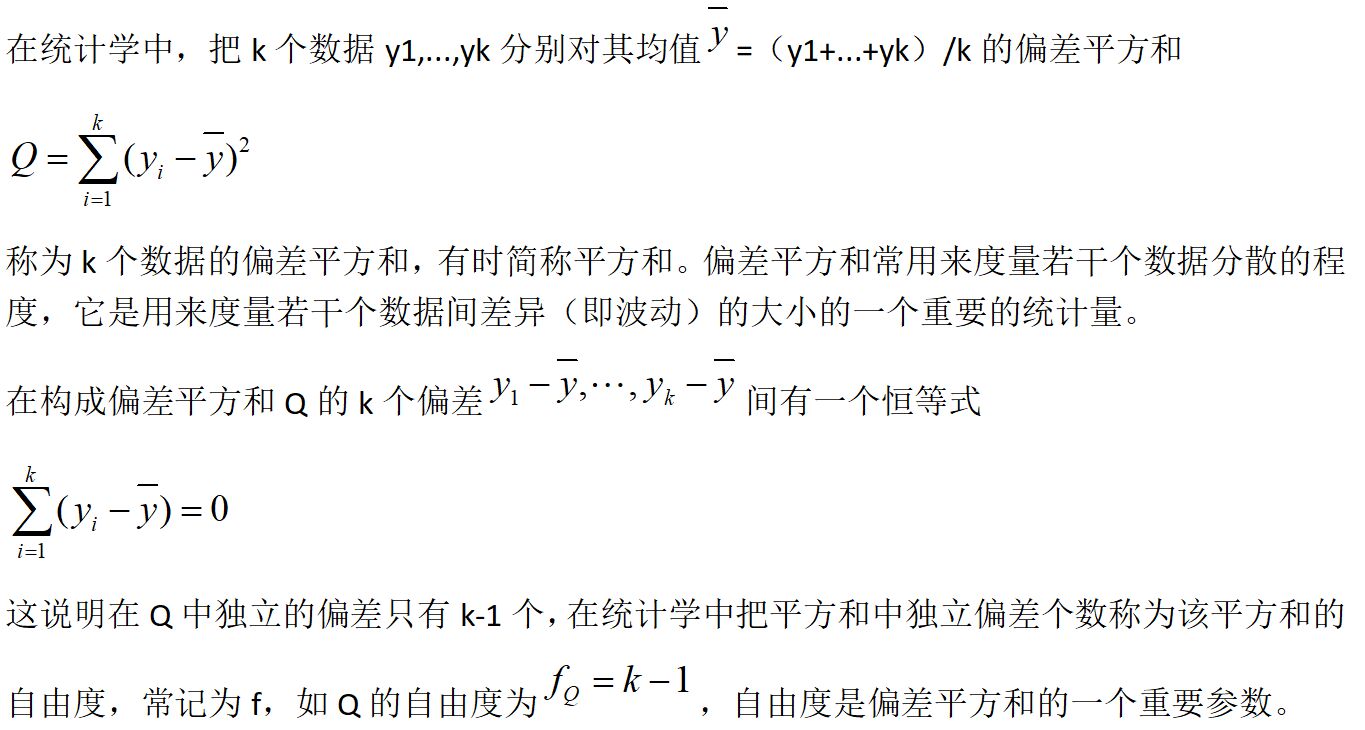 在统计学中，把 k 个数据 y1,...,yk 分别对其均值 $\overline{y}$ =（y1+...+yk）/k 的偏差平方和
$Q = \sum_{i=1}^{k} (y_i - \overline{y})^2$
称为 k 个数据的偏差平方和，有时简称平方和。偏差平方和常用来度量若干个数据分散的程
度，它是用来度量若干个数据间差异（即波动）的大小的一个重要的统计量。
在构成偏差平方和 Q 的 k 个偏差 $y_1 - \overline{y}, \cdots, y_k - \overline{y}$ 间有一个恒等式
$\sum_{i=1}^{k} (y_i - \overline{y}) = 0$
这说明在 Q 中独立的偏差只有 k-1 个，在统计学中把平方和中独立偏差个数称为该平方和的
自由度，常记为 f，如 Q 的自由度为 $f_Q = k - 1$ ，自由度是偏差平方和的一个重要参数。